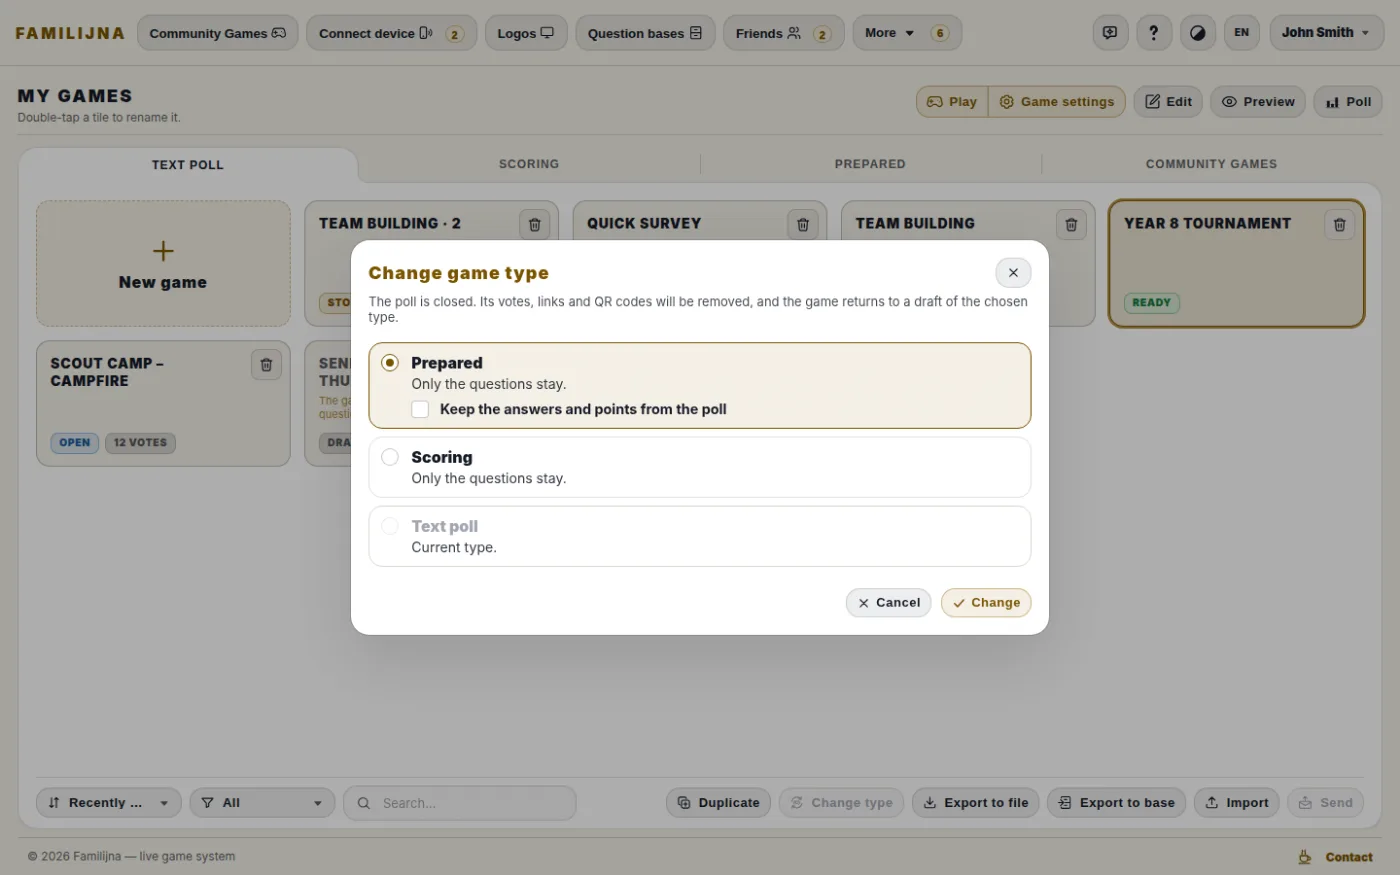 FAMILIJNA
Community Games
Connect device 2
Logos
Question bases
Friends 2
More 6
?
EN
John Smith
MY GAMES
Double-tap a tile to rename it.
Play
Game settings
Edit
Preview
Poll
TEXT POLL
SCORING
PREPARED
COMMUNITY GAMES
New game
TEAM BUILDING · 2
QUICK SURVEY
TEAM BUILDING
YEAR 8 TOURNAMENT
READY
SCOUT CAMP –
CAMPFIRE
OPEN
12 VOTES
Change game type
The poll is closed. Its votes, links and QR codes will be removed, and the game returns to a draft of the chosen
type.
Prepared
Only the questions stay.
Keep the answers and points from the poll
Scoring
Only the questions stay.
Text poll
Current type.
Cancel
Change
Recently ...
All
Search...
Duplicate
Change type
Export to file
Export to base
Import
Send
© 2026 Familijna — live game system
Contact